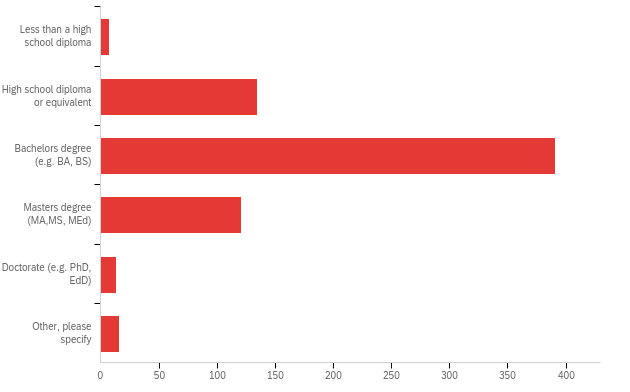 Less than a high
school diploma
High school diploma
or equivalent
Bachelors degree
(e.g. BA, BS)
Masters degree
(MA,MS, MEd)
Doctorate (e.g. PhD,
EdD)
Other, please
specify
0 50 100 150 200 250 300 350 400